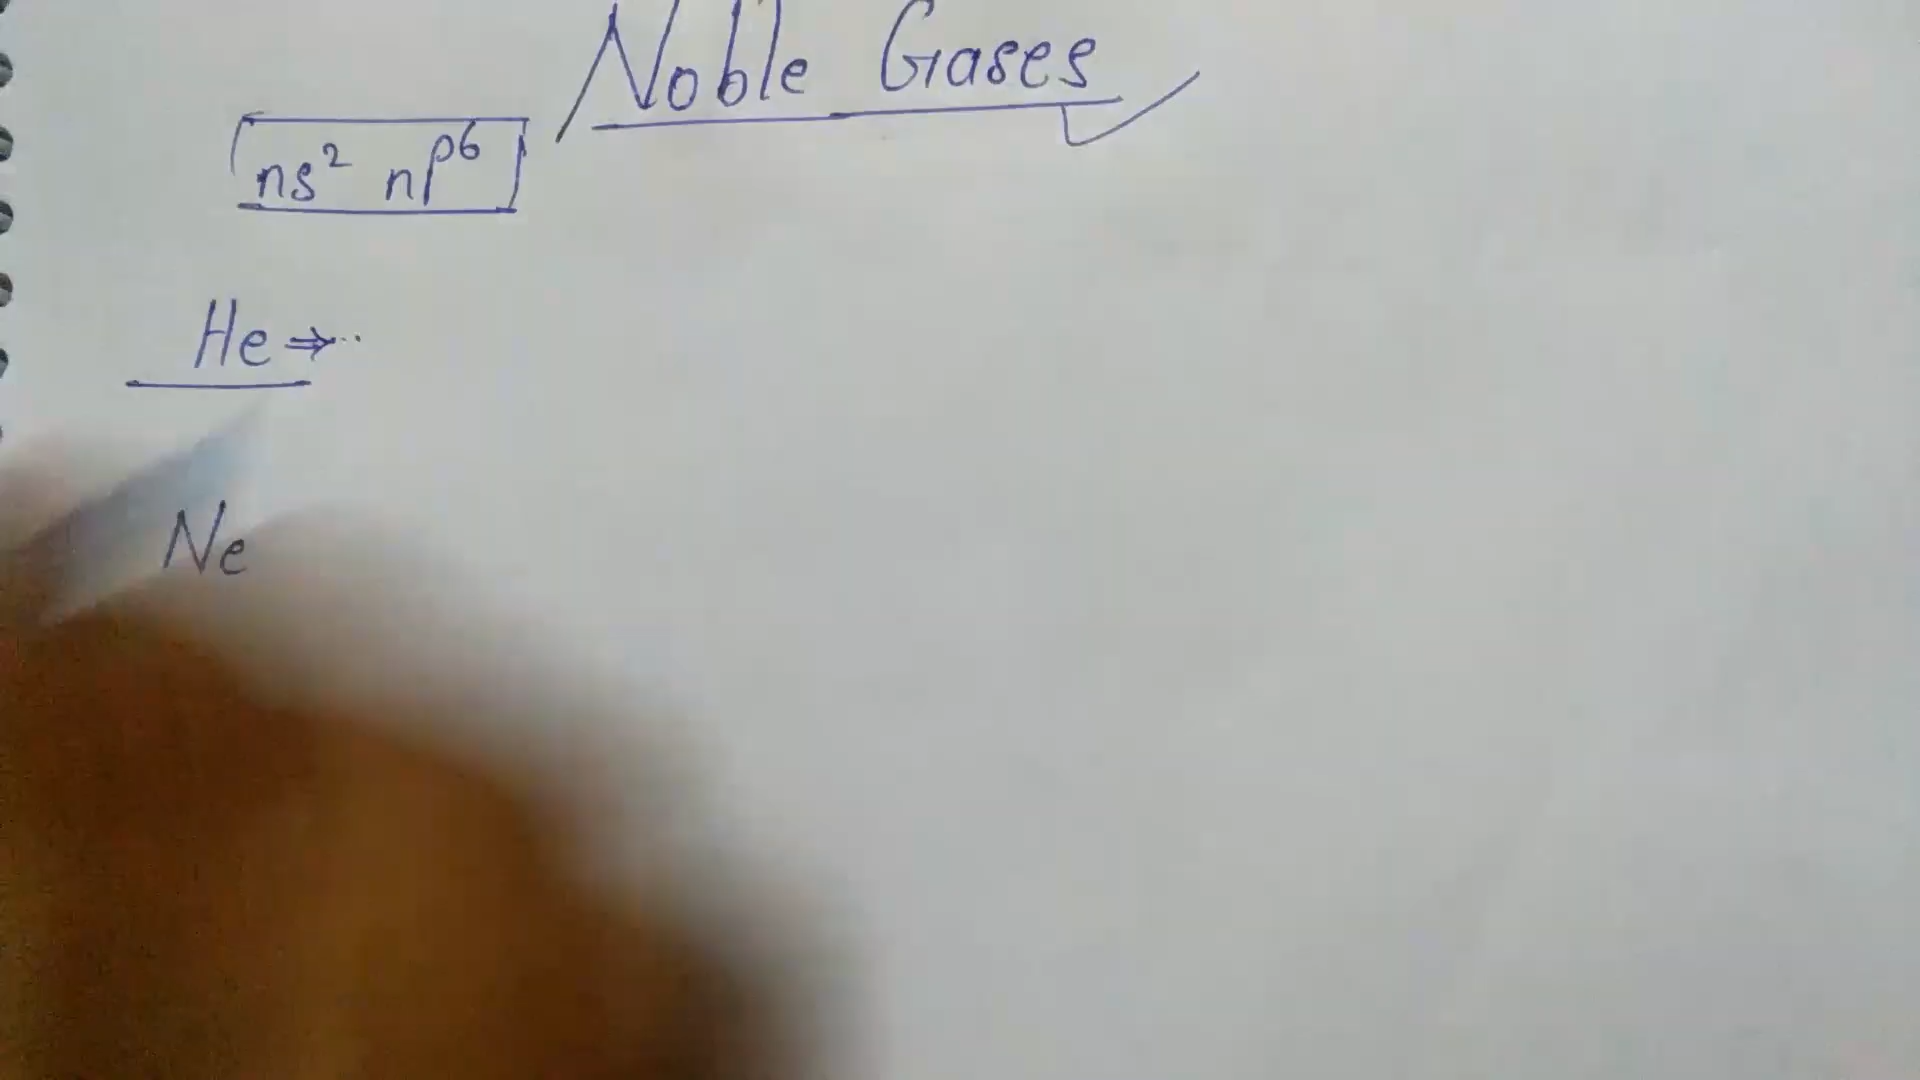 Noble Gases
ns² np⁶
He ⇒ ..
Ne